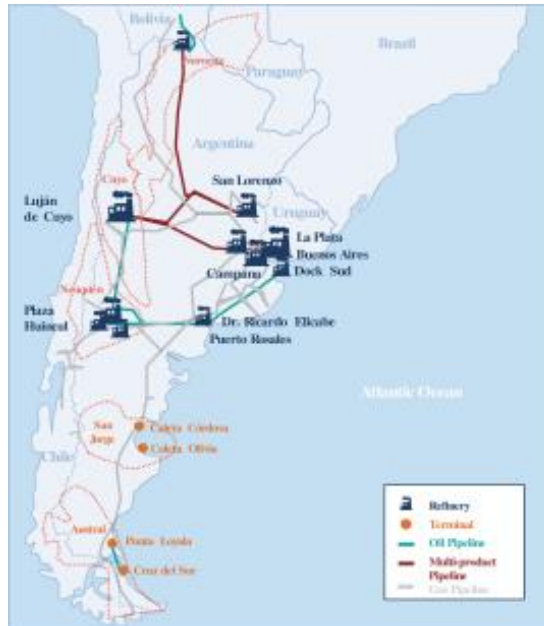 Bolivia
Brazil
Noroeste
Paraguay
Argentina
Cuyo
San Lorenzo
Luján
de Cuyo
Uruguay
La Plata
Buenos Aires
Campana
Dock Sud
Neuquén
Plaza
Huincul
Dr. Ricardo Elicabe
Puerto Rosales
Atlantic Ocean
San
Jorge
Caleta Córdova
Caleta Olivia
Chile
Austral
Punta Loyola
Cruz del Sur
Refinery
Terminal
Oil Pipeline
Multi-product
Pipeline
Gas Pipeline